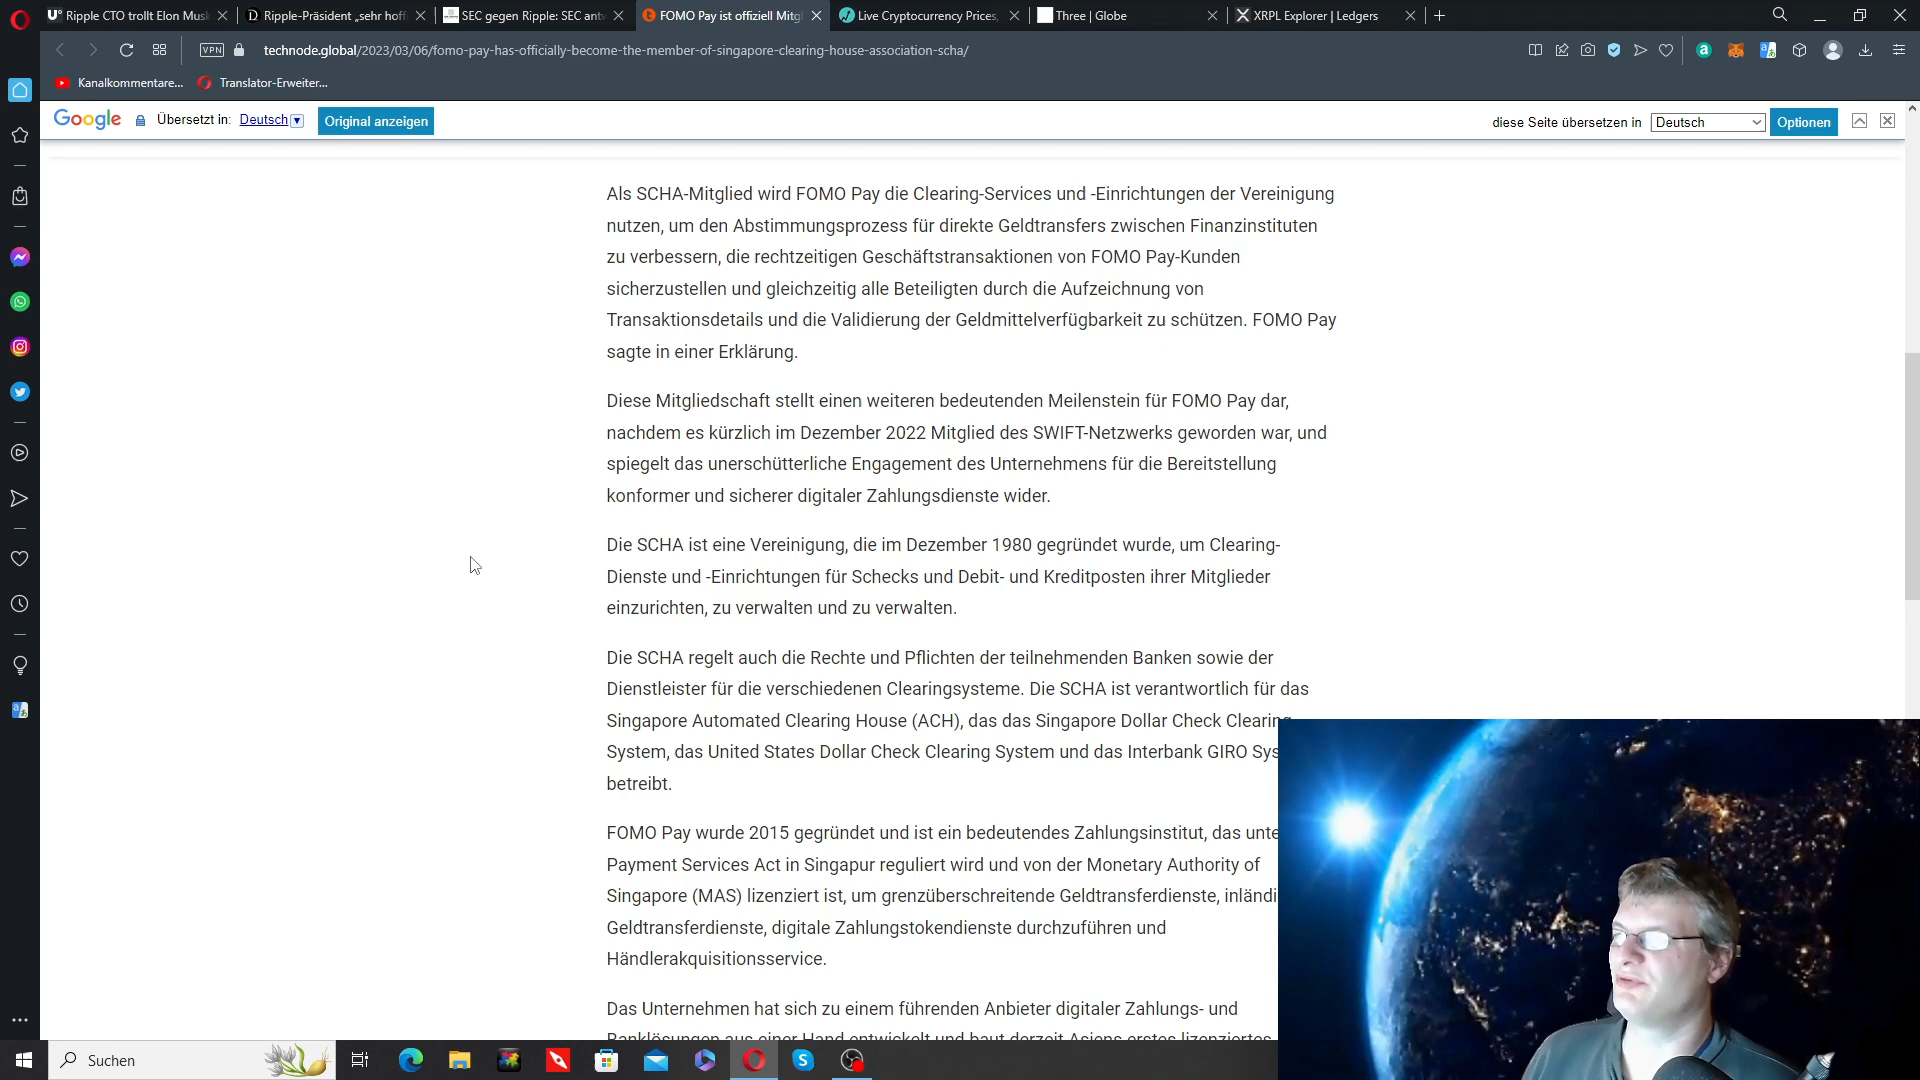 Ripple CTO trollt Elon Musk
Ripple-Präsident „sehr hoff
SEC gegen Ripple: SEC antw
FOMO Pay ist offiziell Mitgl
Live Cryptocurrency Prices,
Three | Globe
XRPL Explorer | Ledgers
VPN
technode.global/2023/03/06/fomo-pay-has-officially-become-the-member-of-singapore-clearing-house-association-scha/
Kanalkommentare...
Translator-Erweiter...
Google
Übersetzt in:
Deutsch
Original anzeigen
diese Seite übersetzen in
Deutsch
Optionen
Als SCHA-Mitglied wird FOMO Pay die Clearing-Services und -Einrichtungen der Vereinigung
nutzen, um den Abstimmungsprozess für direkte Geldtransfers zwischen Finanzinstituten
zu verbessern, die rechtzeitigen Geschäftstransaktionen von FOMO Pay-Kunden
sicherzustellen und gleichzeitig alle Beteiligten durch die Aufzeichnung von
Transaktionsdetails und die Validierung der Geldmittelverfügbarkeit zu schützen. FOMO Pay
sagte in einer Erklärung.
Diese Mitgliedschaft stellt einen weiteren bedeutenden Meilenstein für FOMO Pay dar,
nachdem es kürzlich im Dezember 2022 Mitglied des SWIFT-Netzwerks geworden war, und
spiegelt das unerschütterliche Engagement des Unternehmens für die Bereitstellung
konformer und sicherer digitaler Zahlungsdienste wider.
Die SCHA ist eine Vereinigung, die im Dezember 1980 gegründet wurde, um Clearing-
Dienste und -Einrichtungen für Schecks und Debit- und Kreditposten ihrer Mitglieder
einzurichten, zu verwalten und zu verwalten.
Die SCHA regelt auch die Rechte und Pflichten der teilnehmenden Banken sowie der
Dienstleister für die verschiedenen Clearingsysteme. Die SCHA ist verantwortlich für das
Singapore Automated Clearing House (ACH), das das Singapore Dollar Check Clearing
System, das United States Dollar Check Clearing System und das Interbank GIRO Sys
betreibt.
FOMO Pay wurde 2015 gegründet und ist ein bedeutendes Zahlungsinstitut, das unte
Payment Services Act in Singapur reguliert wird und von der Monetary Authority of
Singapore (MAS) lizenziert ist, um grenzüberschreitende Geldtransferdienste, inländi
Geldtransferdienste, digitale Zahlungstokendienste durchzuführen und
Händlerakquisitionsservice.
Das Unternehmen hat sich zu einem führenden Anbieter digitaler Zahlungs- und
Banklösungen aus einer Hand entwickelt und baut derzeit Asiens erstes lizenziertes
Suchen